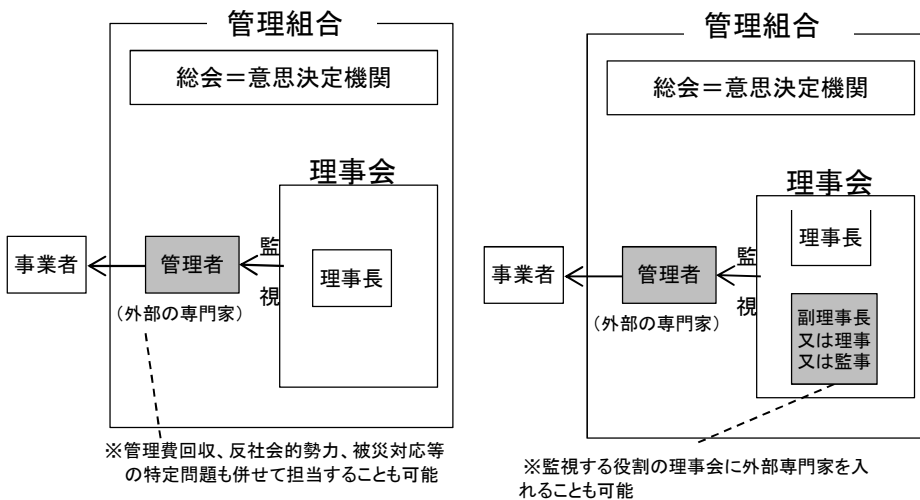 管理組合
総会＝意思決定機関
理事会
監視
事業者
管理者
理事長
（外部の専門家）
※管理費回収、反社会的勢力、被災対応等
の特定問題も併せて担当することも可能
管理組合
総会＝意思決定機関
理事会
理事長
監視
事業者
管理者
（外部の専門家）
副理事長
又は理事
又は監事
※監視する役割の理事会に外部専門家を入
れることも可能